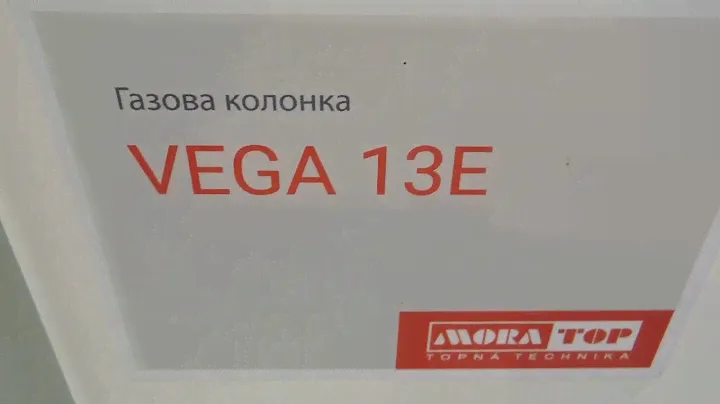 Газова колонка
VEGA 13E
MORA TOP
TOPNÁ TECHNIKA